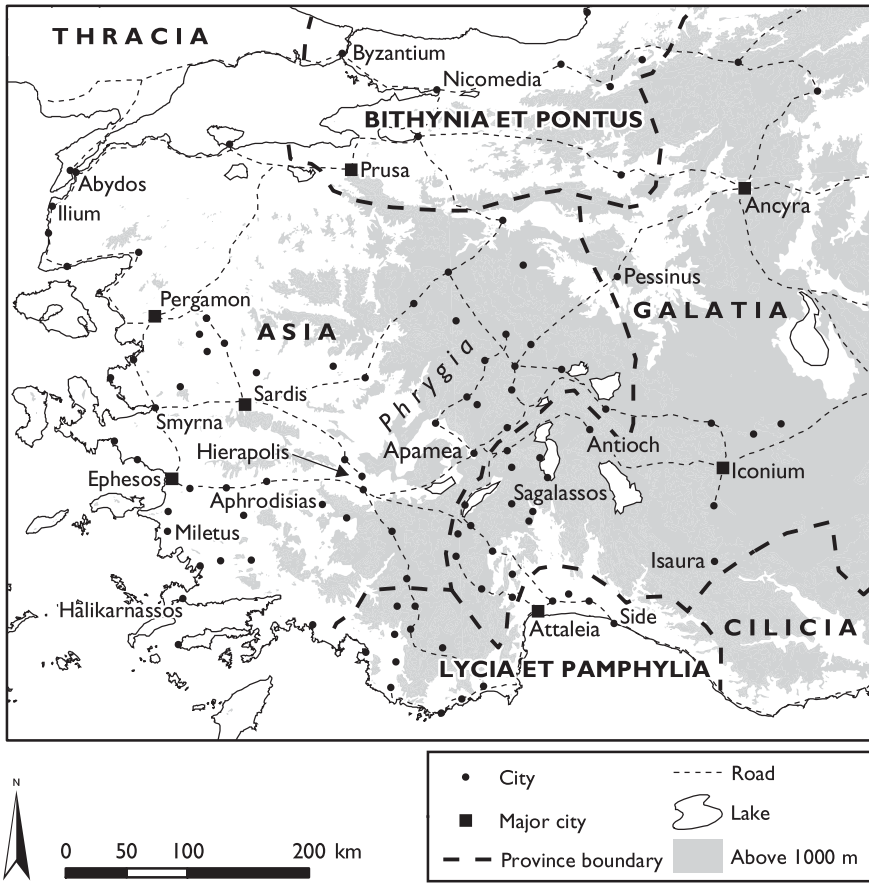 THRACIA
Byzantium
Nicomedia
BITHYNIA ET PONTUS
Prusa
Abydos
Ilium
Ancyra
Pessinus
Pergamon
GALATIA
ASIA
Phrygia
Sardis
Smyrna
Hierapolis
Apamea
Antioch
Ephesos
Iconium
Aphrodisias
Sagalassos
Miletus
Isaura
Halikarnassos
Attaleia
Side
CILICIA
LYCIA ET PAMPHYLIA
N
0 50 100 200 km
City
Road
Major city
Lake
Province boundary
Above 1000 m